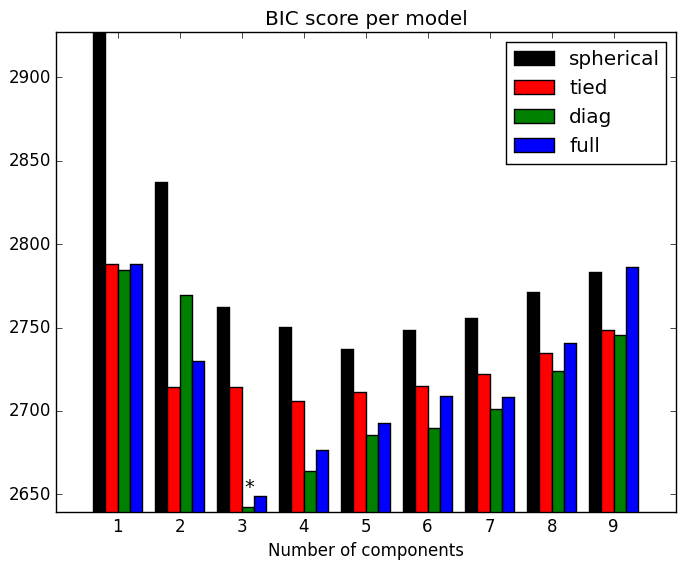 BIC score per model
2900
2850
2800
2750
2700
2650
spherical
tied
diag
full
*
1 2 3 4 5 6 7 8 9
Number of components